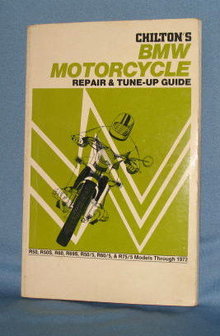 CHILTON'S
BMW
MOTORCYCLE
REPAIR & TUNE-UP GUIDE
R50, R50S, R60, R69S, R50/5, R60/5, & R75/5 Models Through 1972